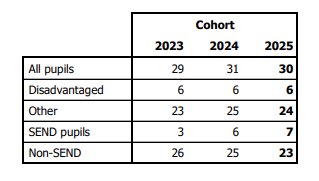 Cohort
2023 2024 2025
All pupils 29 31 30
Disadvantaged 6 6 6
Other 23 25 24
SEND pupils 3 6 7
Non-SEND 26 25 23